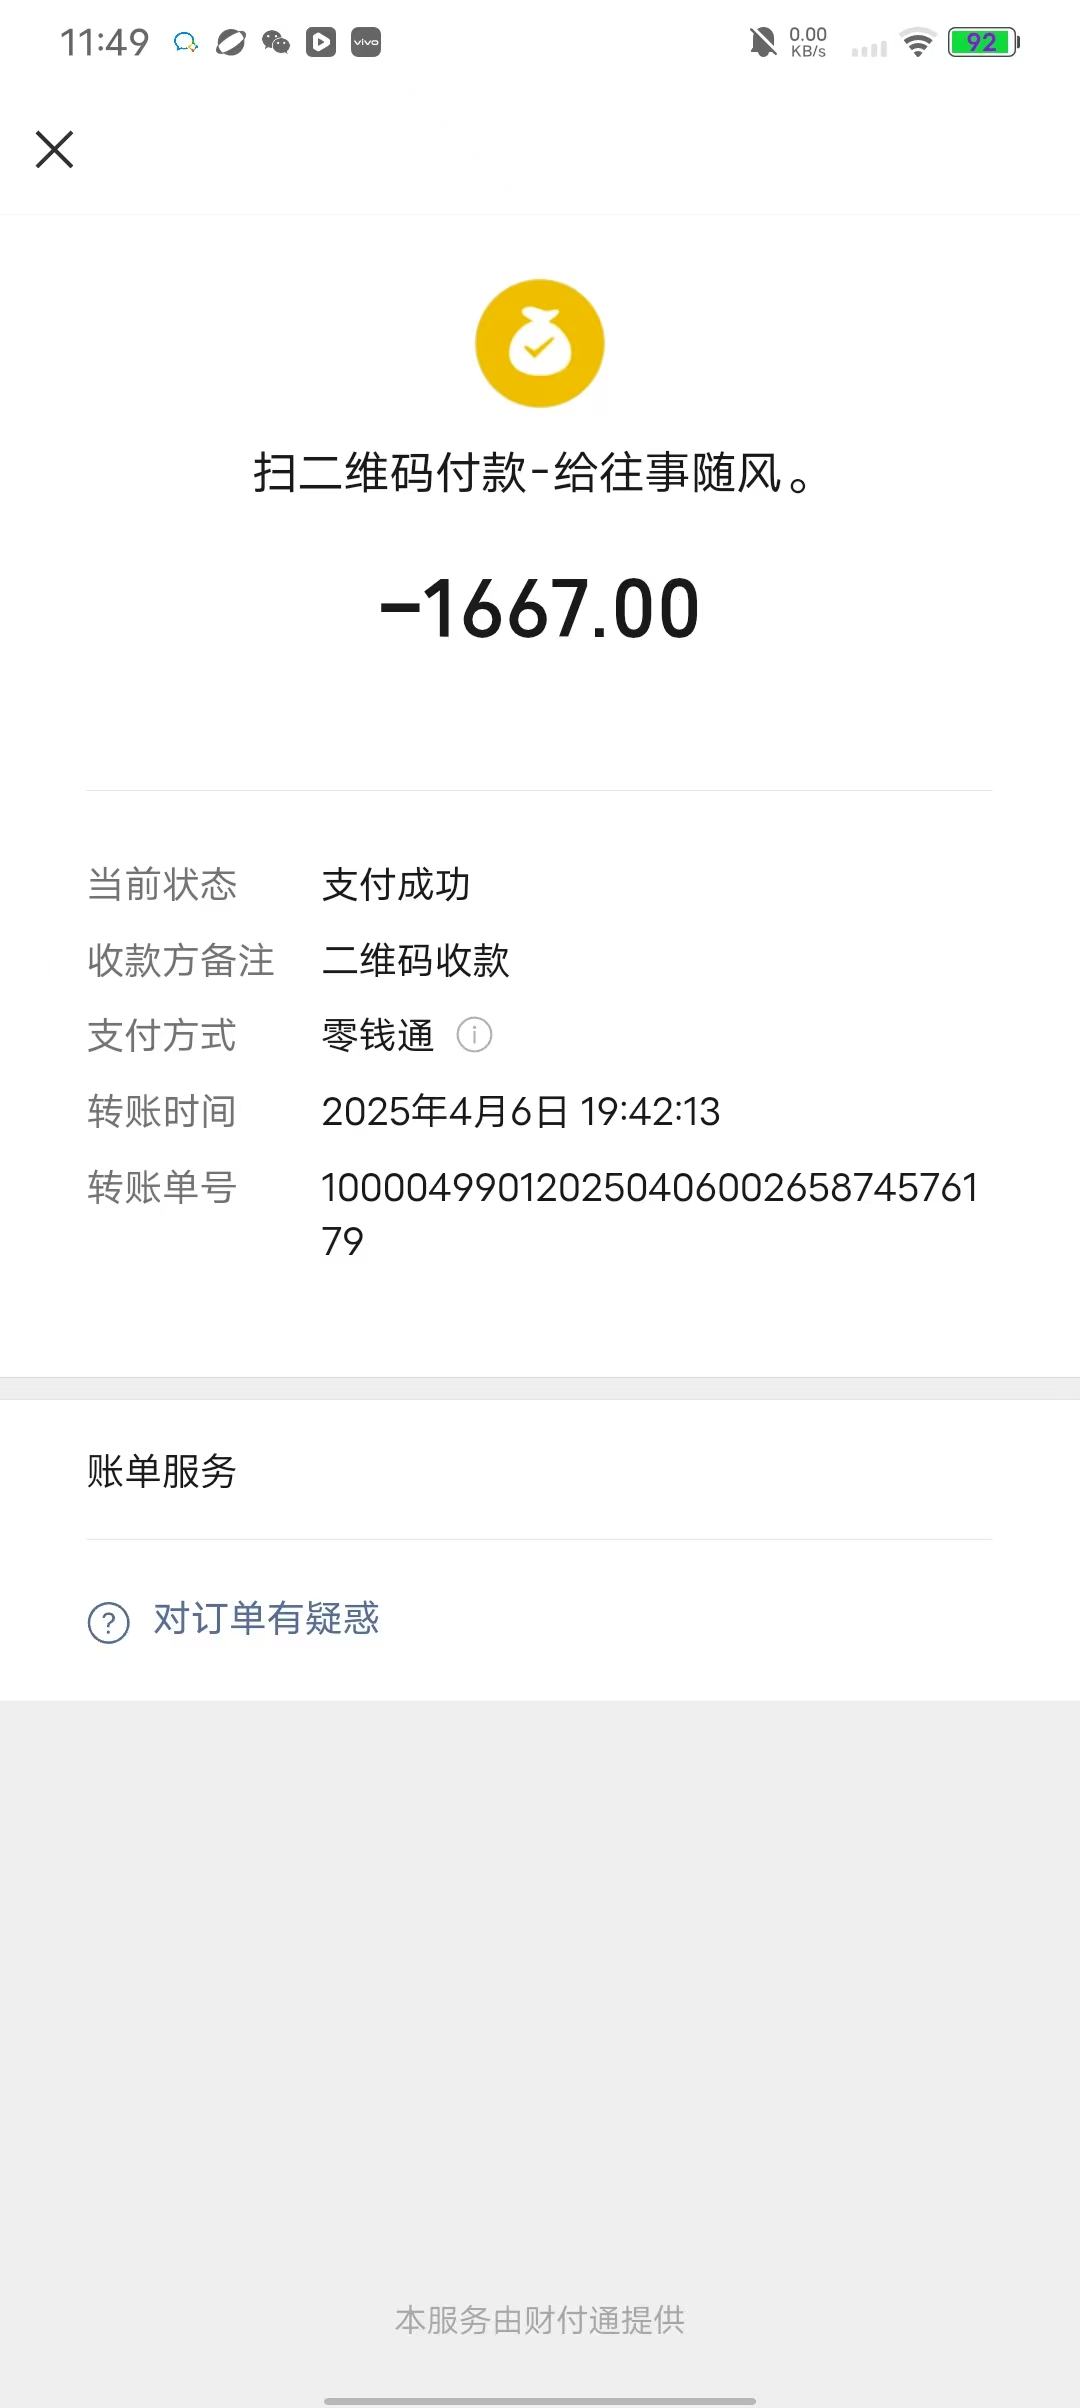 11:49
vivo
0.00
KB/s
92
扫二维码付款-给往事随风。
-1667.00
当前状态 支付成功
收款方备注 二维码收款
支付方式 零钱通
转账时间 2025年4月6日 19:42:13
转账单号 10000499012025040600265874576​1
79
账单服务
对订单有疑惑
本服务由财付通提供